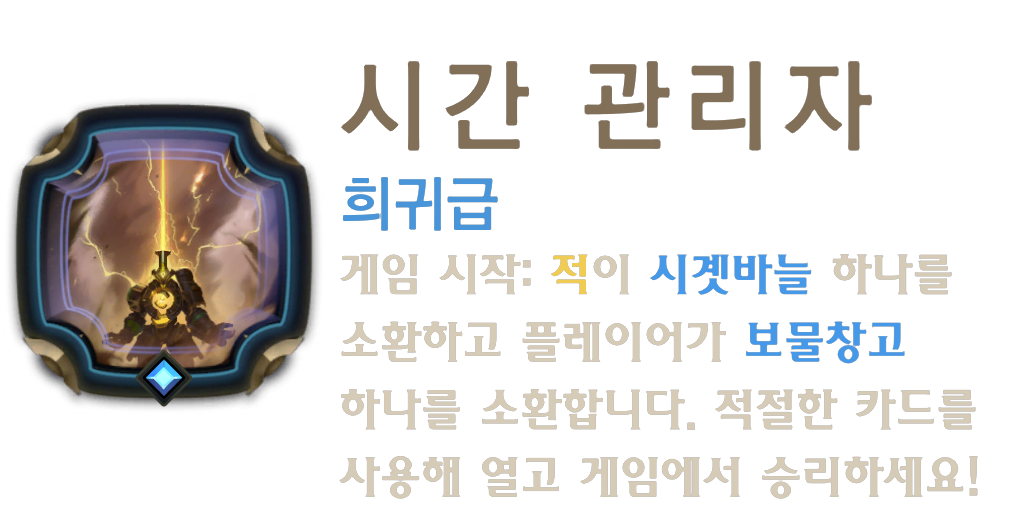 시간 관리자
희귀급
게임 시작: 적이 시곗바늘 하나를
소환하고 플레이어가 보물창고
하나를 소환합니다. 적절한 카드를
사용해 열고 게임에서 승리하세요!